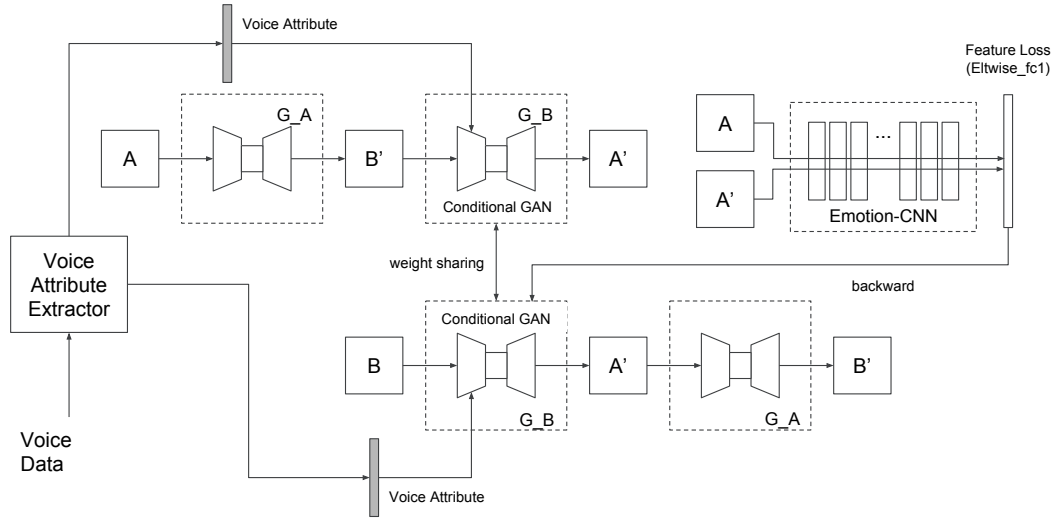 Voice Attribute
Feature Loss
(Eltwise_fc1)
G_A
G_B
A
B'
A'
Conditional GAN
A
A'
...
Emotion-CNN
Voice
Attribute
Extractor
weight sharing
backward
Conditional GAN
B
A'
B'
G_B
G_A
Voice
Data
Voice Attribute